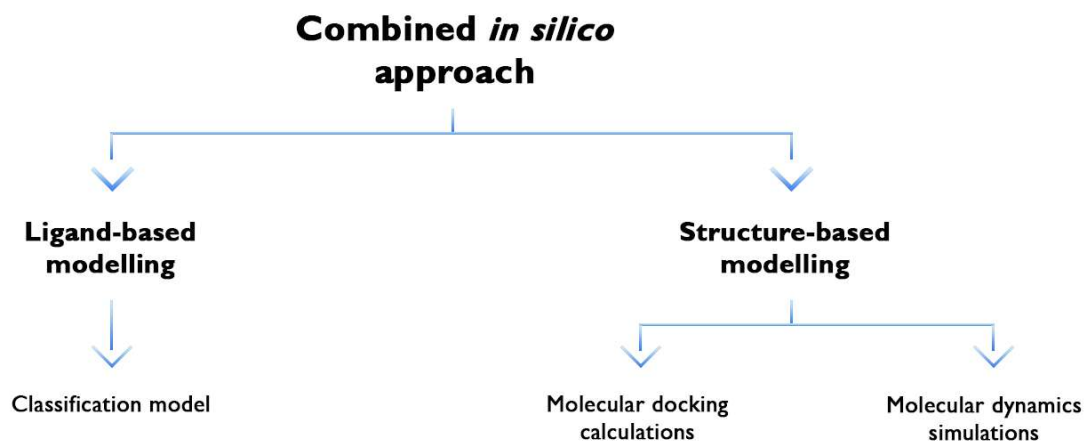 Combined in silico
approach
Ligand-based
modelling
Structure-based
modelling
Classification model
Molecular docking
calculations
Molecular dynamics
simulations